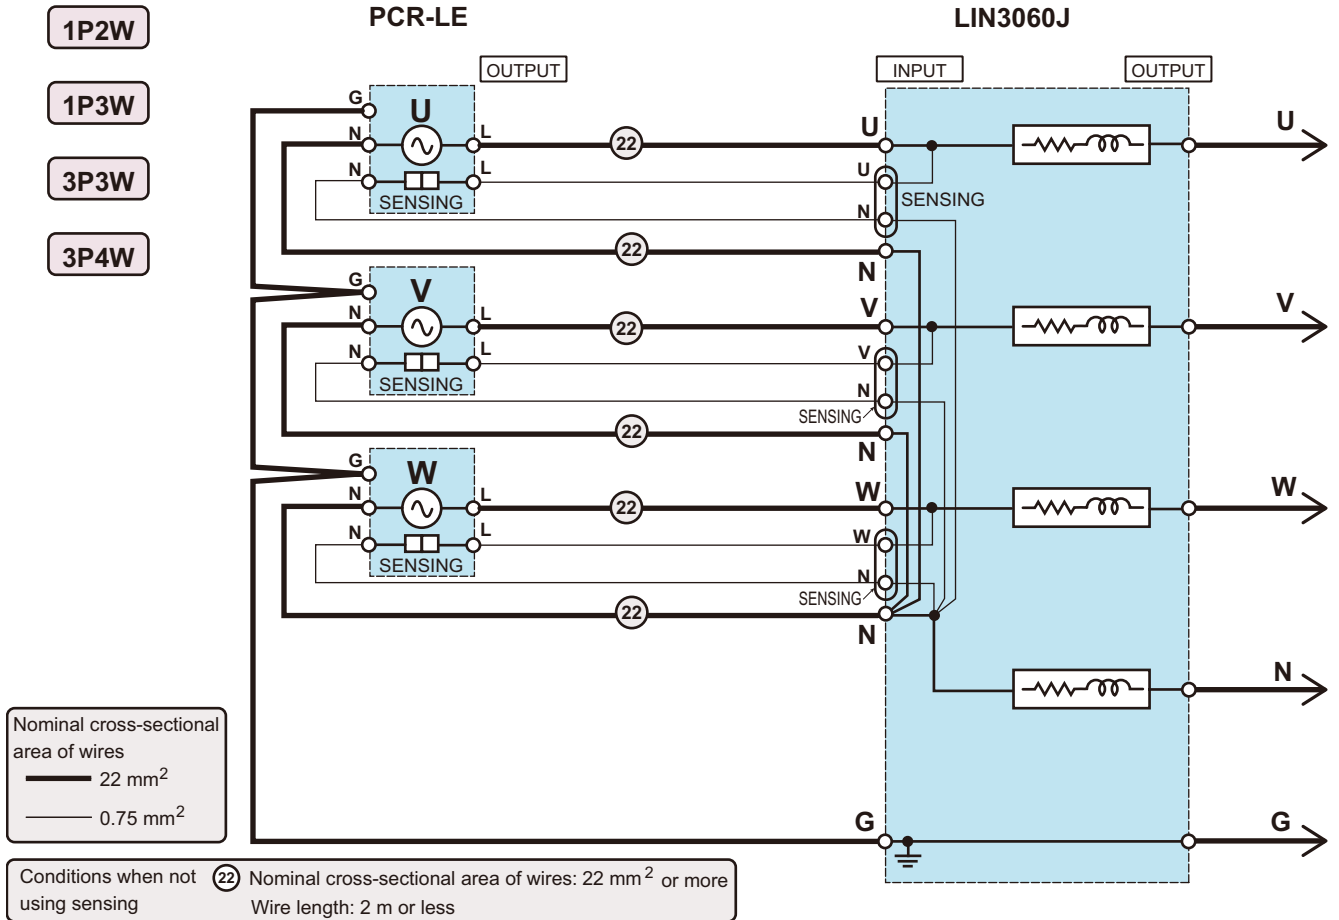 PCR-LE
LIN3060J
1P2W
1P3W
3P3W
3P4W
OUTPUT
INPUT
OUTPUT
G
U
N
L
22
U
U
N
L
U
SENSING
N
SENSING
22
N
G
V
N
L
22
V
V
N
L
V
SENSING
N
SENSING
22
N
G
W
N
L
22
W
W
N
L
W
SENSING
N
SENSING
22
N
N
G
G
Nominal cross-sectional
area of wires
22 mm2
0.75 mm2
Conditions when not
using sensing
22 Nominal cross-sectional area of wires: 22 mm2 or more
Wire length: 2 m or less